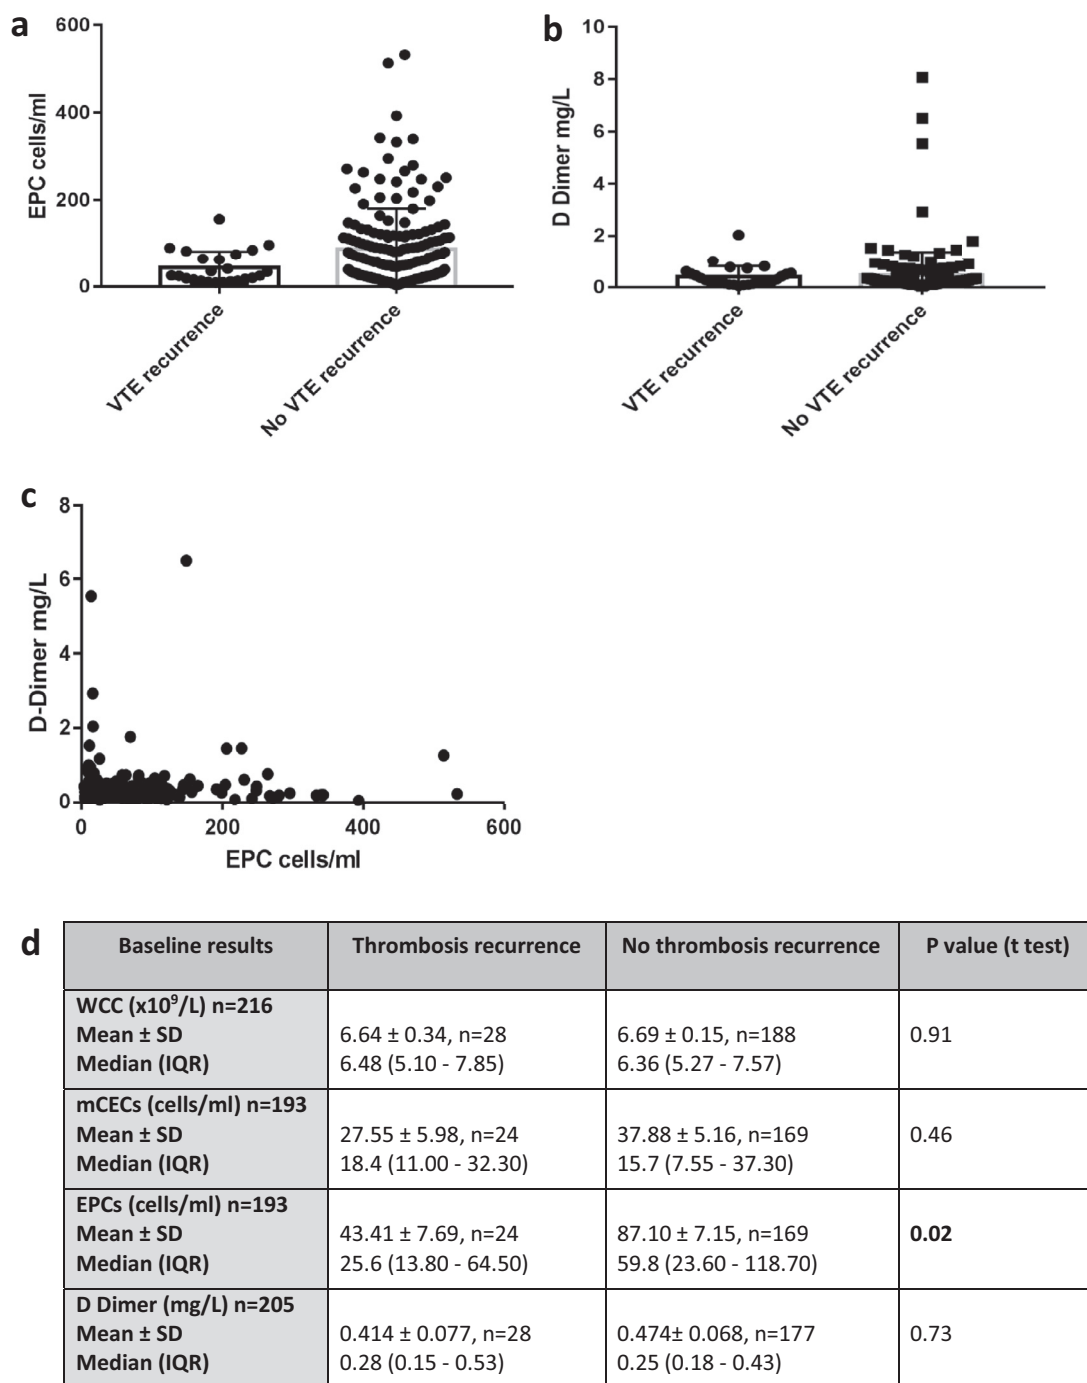 a
600
400
200
0
EPC cells/ml
VTE recurrence
No VTE recurrence
b
10
8
6
4
2
0
D Dimer mg/L
VTE recurrence
No VTE recurrence
c
8
6
4
2
0
D-Dimer mg/L
0 200 400 600
EPC cells/ml
d
Baseline results Thrombosis recurrence No thrombosis recurrence P value (t test)
WCC (x10⁹/L) n=216
Mean ± SD 6.64 ± 0.34, n=28 6.69 ± 0.15, n=188 0.91
Median (IQR) 6.48 (5.10 - 7.85) 6.36 (5.27 - 7.57)
mCECs (cells/ml) n=193
Mean ± SD 27.55 ± 5.98, n=24 37.88 ± 5.16, n=169 0.46
Median (IQR) 18.4 (11.00 - 32.30) 15.7 (7.55 - 37.30)
EPCs (cells/ml) n=193
Mean ± SD 43.41 ± 7.69, n=24 87.10 ± 7.15, n=169 0.02
Median (IQR) 25.6 (13.80 - 64.50) 59.8 (23.60 - 118.70)
D Dimer (mg/L) n=205
Mean ± SD 0.414 ± 0.077, n=28 0.474± 0.068, n=177 0.73
Median (IQR) 0.28 (0.15 - 0.53) 0.25 (0.18 - 0.43)